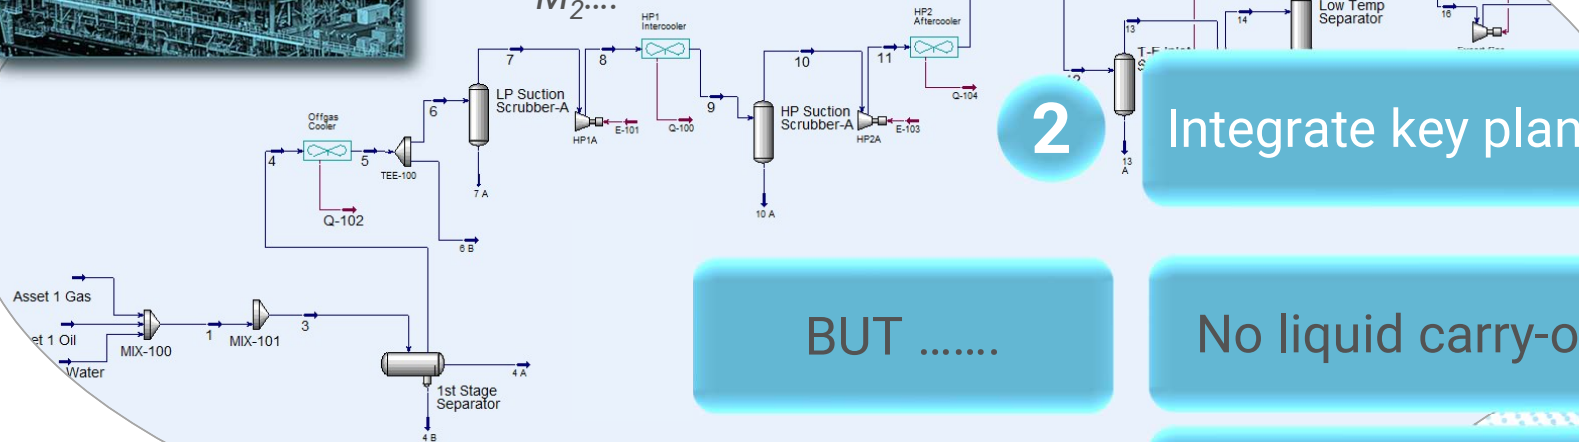 M2....
HP1
Intercooler
HP2
Aftercooler
Low Temp
Separator
13
14
16
7
8
10
11
LP Suction
Scrubber-A
6
E-101
Q-100
HP1A
9
HP Suction
Scrubber-A
E-103
HP2A
Q-104
13
A
2
Integrate key plan
Offgas
Cooler
4
5
TEE-100
7 A
10 A
Q-102
6 B
Asset 1 Gas
et 1 Oil
Water
MIX-100
1
MIX-101
3
4 A
1st Stage
Separator
4 B
BUT .......
No liquid carry-o